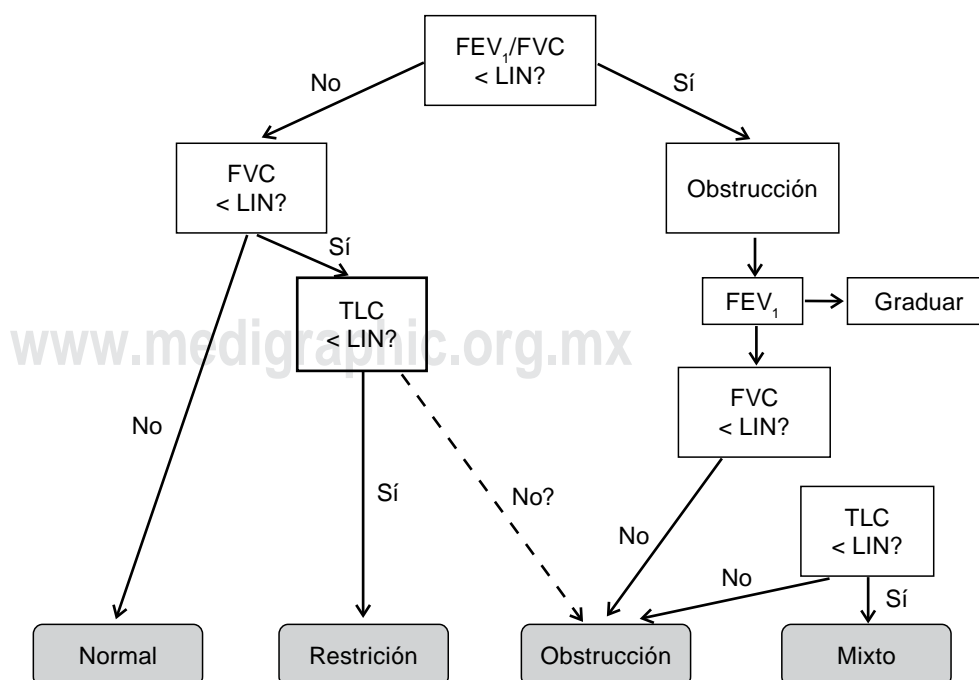 FEV₁/FVC
< LIN?
No
Sí
FVC
< LIN?
Obstrucción
Sí
TLC
< LIN?
FEV₁
Graduar
www.medigraphic.org.mx
FVC
< LIN?
No
Sí
No?
TLC
< LIN?
No
No
Sí
Normal
Restrición
Obstrucción
Mixto